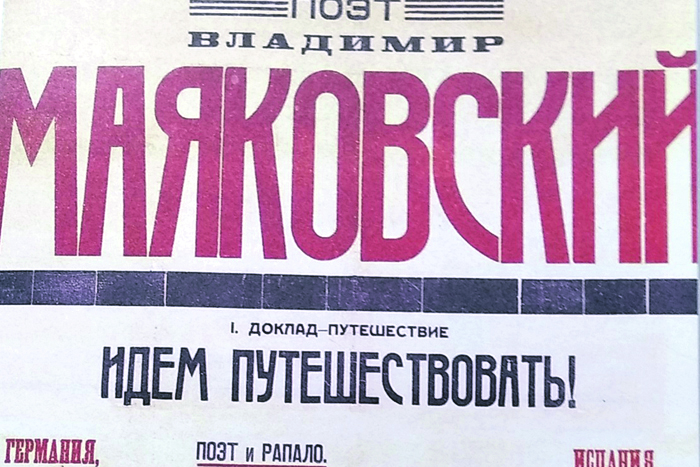 ПОЭТ
ВЛАДИМИР
МАЯКОВСКИЙ
I. ДОКЛАД–ПУТЕШЕСТВИЕ
ИДЕМ ПУТЕШЕСТВОВАТЬ!
ГЕРМАНИЯ, ПОЭТ и РАПАЛО. ИСПАНИЯ